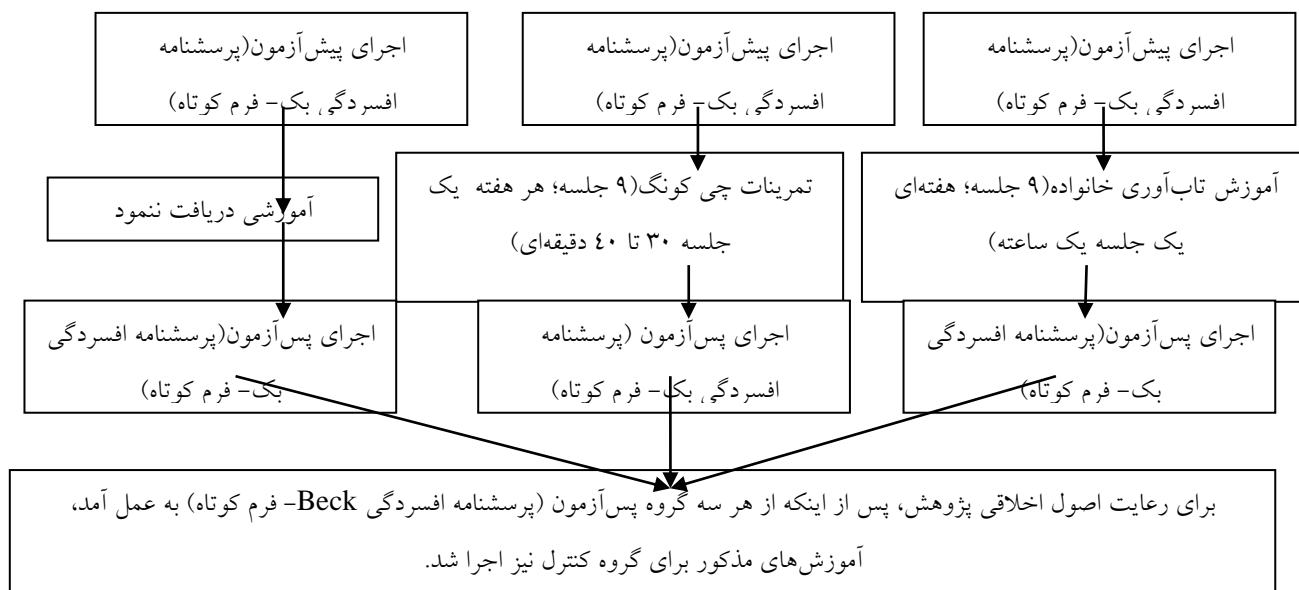 اجرای پیش‌آزمون(پرسشنامه
افسردگی بک- فرم کوتاه)
اجرای پیش‌آزمون(پرسشنامه
افسردگی بک- فرم کوتاه)
اجرای پیش‌آزمون(پرسشنامه
افسردگی بک- فرم کوتاه)
آموزش تاب‌آوری خانواده(۹ جلسه؛ هفته‌ای
یک جلسه یک ساعته)
تمرینات چی کونگ(۹ جلسه؛ هر هفته یک
جلسه ۳۰ تا ۴۰ دقیقه‌ای)
آموزشی دریافت ننمود
اجرای پس‌آزمون(پرسشنامه افسردگی
بک- فرم کوتاه)
اجرای پس‌آزمون (پرسشنامه
افسردگی بک- فرم کوتاه)
اجرای پس‌آزمون(پرسشنامه افسردگی
بک- فرم کوتاه)
برای رعایت اصول اخلاقی پژوهش، پس از اینکه از هر سه گروه پس‌آزمون (پرسشنامه افسردگی Beck- فرم کوتاه) به عمل آمد،
آموزش‌های مذکور برای گروه کنترل نیز اجرا شد.